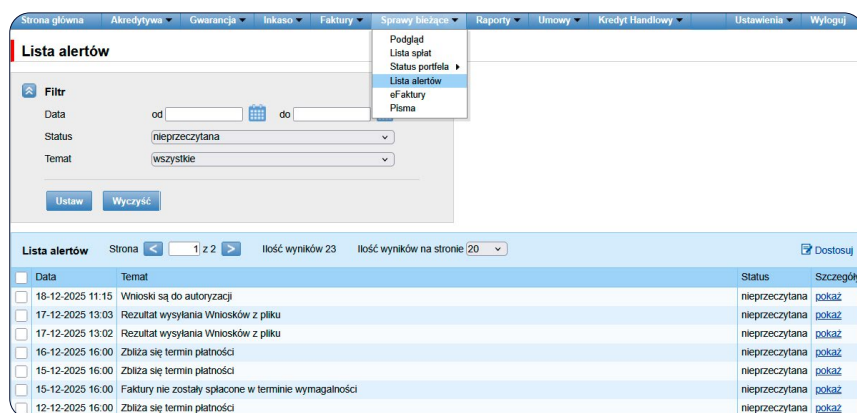 Strona główna Akredytywa Gwarancja Inkaso Faktury Sprawy bieżące Raporty Umowy Kredyt Handlowy Ustawienia Wyloguj
Podgląd
Lista spłat
Status portfela
Lista alertów
eFaktury
Pisma
Lista alertów
Filtr
Data od do
Status nieprzeczytana
Temat wszystkie
Ustaw Wyczyść
Lista alertów Strona < 1 z 2 > Ilość wyników 23 Ilość wyników na stronie 20 Dostosuj
Data Temat Status Szczegóły
18-12-2025 11:15 Wnioski są do autoryzacji nieprzeczytana pokaż
17-12-2025 13:03 Rezultat wysyłania Wniosków z pliku nieprzeczytana pokaż
17-12-2025 13:02 Rezultat wysyłania Wniosków z pliku nieprzeczytana pokaż
16-12-2025 16:00 Zbliża się termin płatności nieprzeczytana pokaż
15-12-2025 16:00 Zbliża się termin płatności nieprzeczytana pokaż
15-12-2025 16:00 Faktury nie zostały spłacone w terminie wymagalności nieprzeczytana pokaż
12-12-2025 16:00 Zbliża się termin płatności nieprzeczytana pokaż